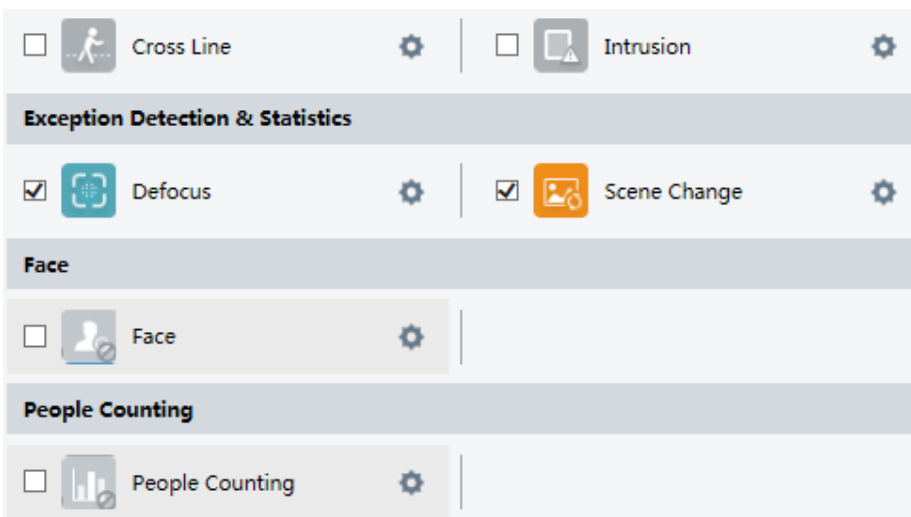 Cross Line
Intrusion
Exception Detection & Statistics
Defocus
Scene Change
Face
Face
People Counting
People Counting